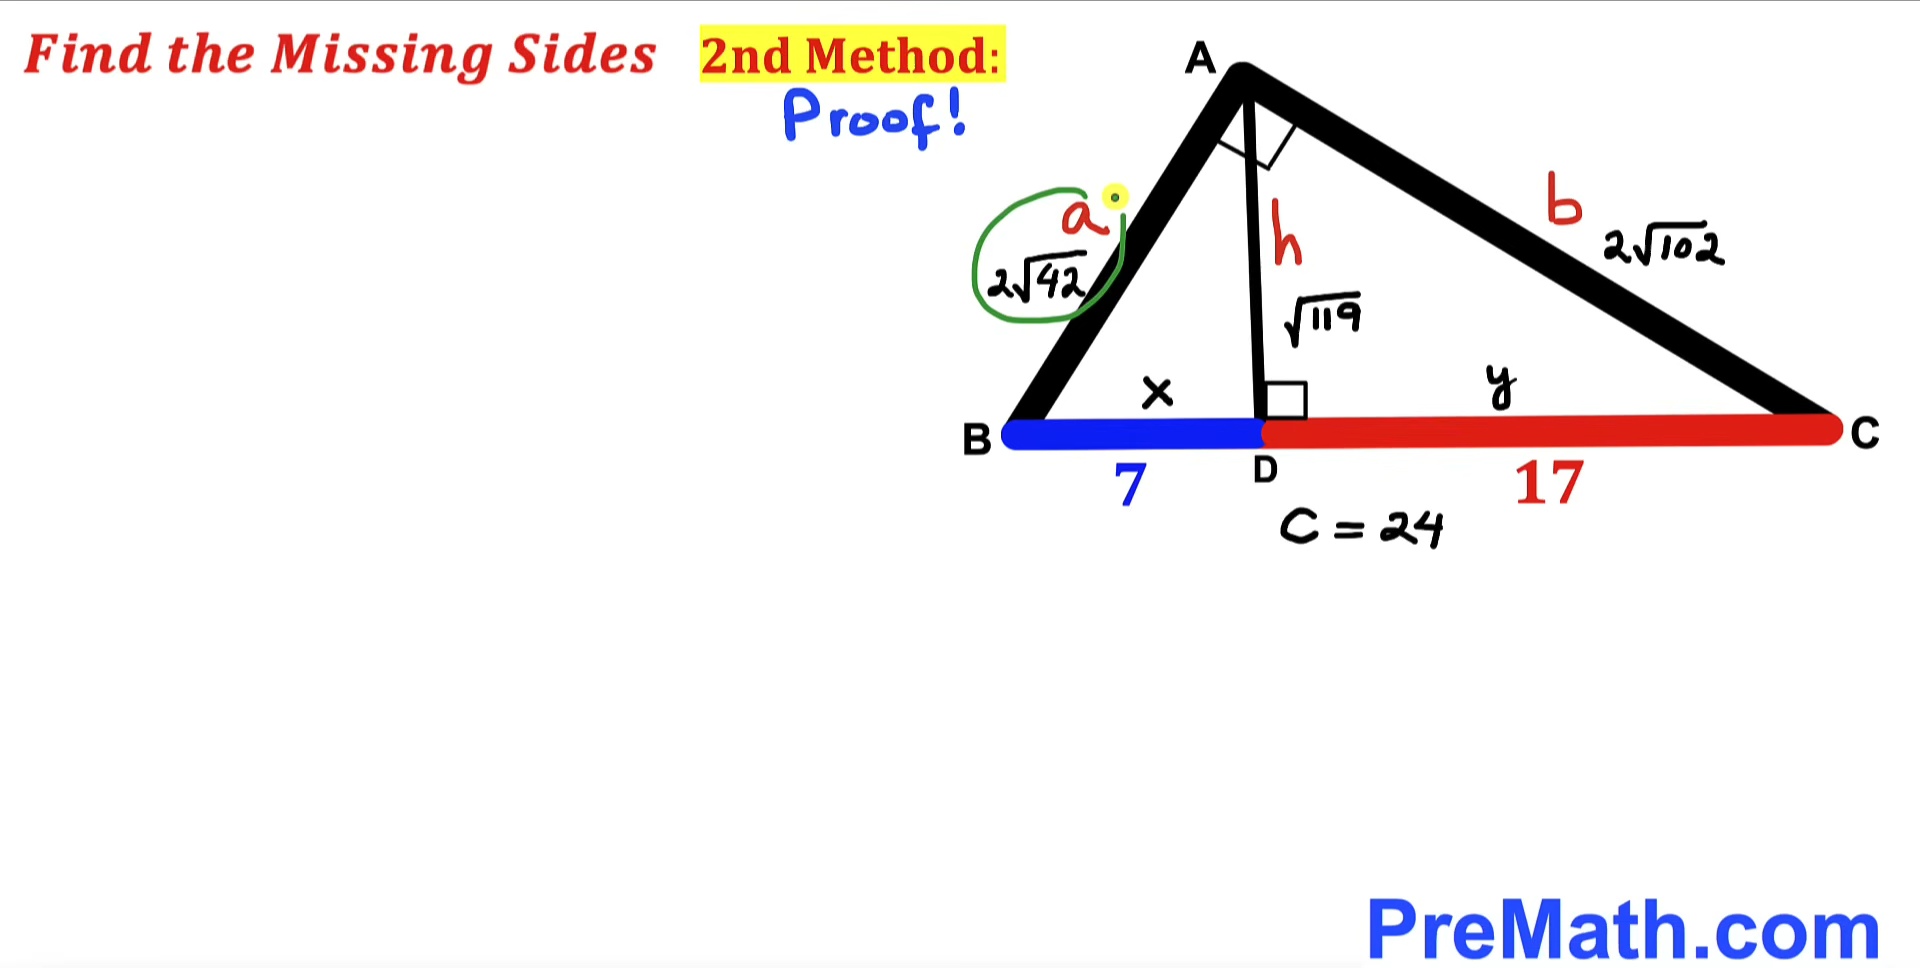 Find the Missing Sides 2nd Method:
Proof!
A
a
b
h
2√42
2√102
√119
x
y
B
D
C
7
17
C = 24
PreMath.com